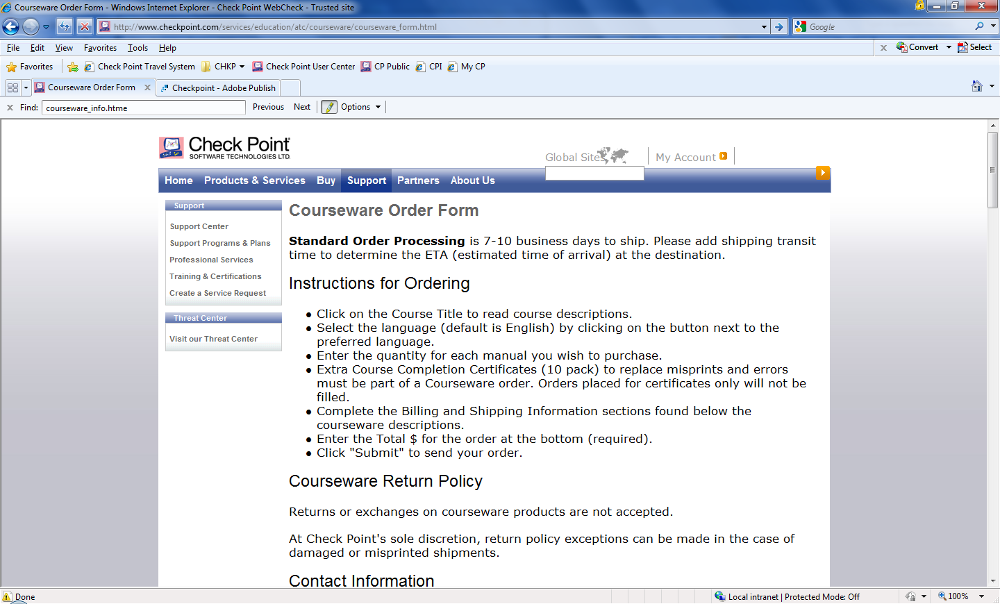 Courseware Order Form - Windows Internet Explorer - Check Point WebCheck - Trusted site
http://www.checkpoint.com/services/education/atc/courseware/courseware_form.html
Google
File Edit View Favorites Tools Help
x Convert Select
Favorites Check Point Travel System CHKP Check Point User Center CP Public CPI My CP
Courseware Order Form x Checkpoint - Adobe Publish
x Find: courseware_info.htme Previous Next Options
Check Point
SOFTWARE TECHNOLOGIES LTD.
Global Sites My Account
Home Products & Services Buy Support Partners About Us
Support
Support Center
Support Programs & Plans
Professional Services
Training & Certifications
Create a Service Request
Threat Center
Visit our Threat Center
Courseware Order Form
Standard Order Processing is 7-10 business days to ship. Please add shipping transit
time to determine the ETA (estimated time of arrival) at the destination.
Instructions for Ordering
• Click on the Course Title to read course descriptions.
• Select the language (default is English) by clicking on the button next to the
preferred language.
• Enter the quantity for each manual you wish to purchase.
• Extra Course Completion Certificates (10 pack) to replace misprints and errors
must be part of a Courseware order. Orders placed for certificates only will not be
filled.
• Complete the Billing and Shipping Information sections found below the
courseware descriptions.
• Enter the Total $ for the order at the bottom (required).
• Click "Submit" to send your order.
Courseware Return Policy
Returns or exchanges on courseware products are not accepted.
At Check Point's sole discretion, return policy exceptions can be made in the case of
damaged or misprinted shipments.
Contact Information
Done Local intranet | Protected Mode: Off 100%